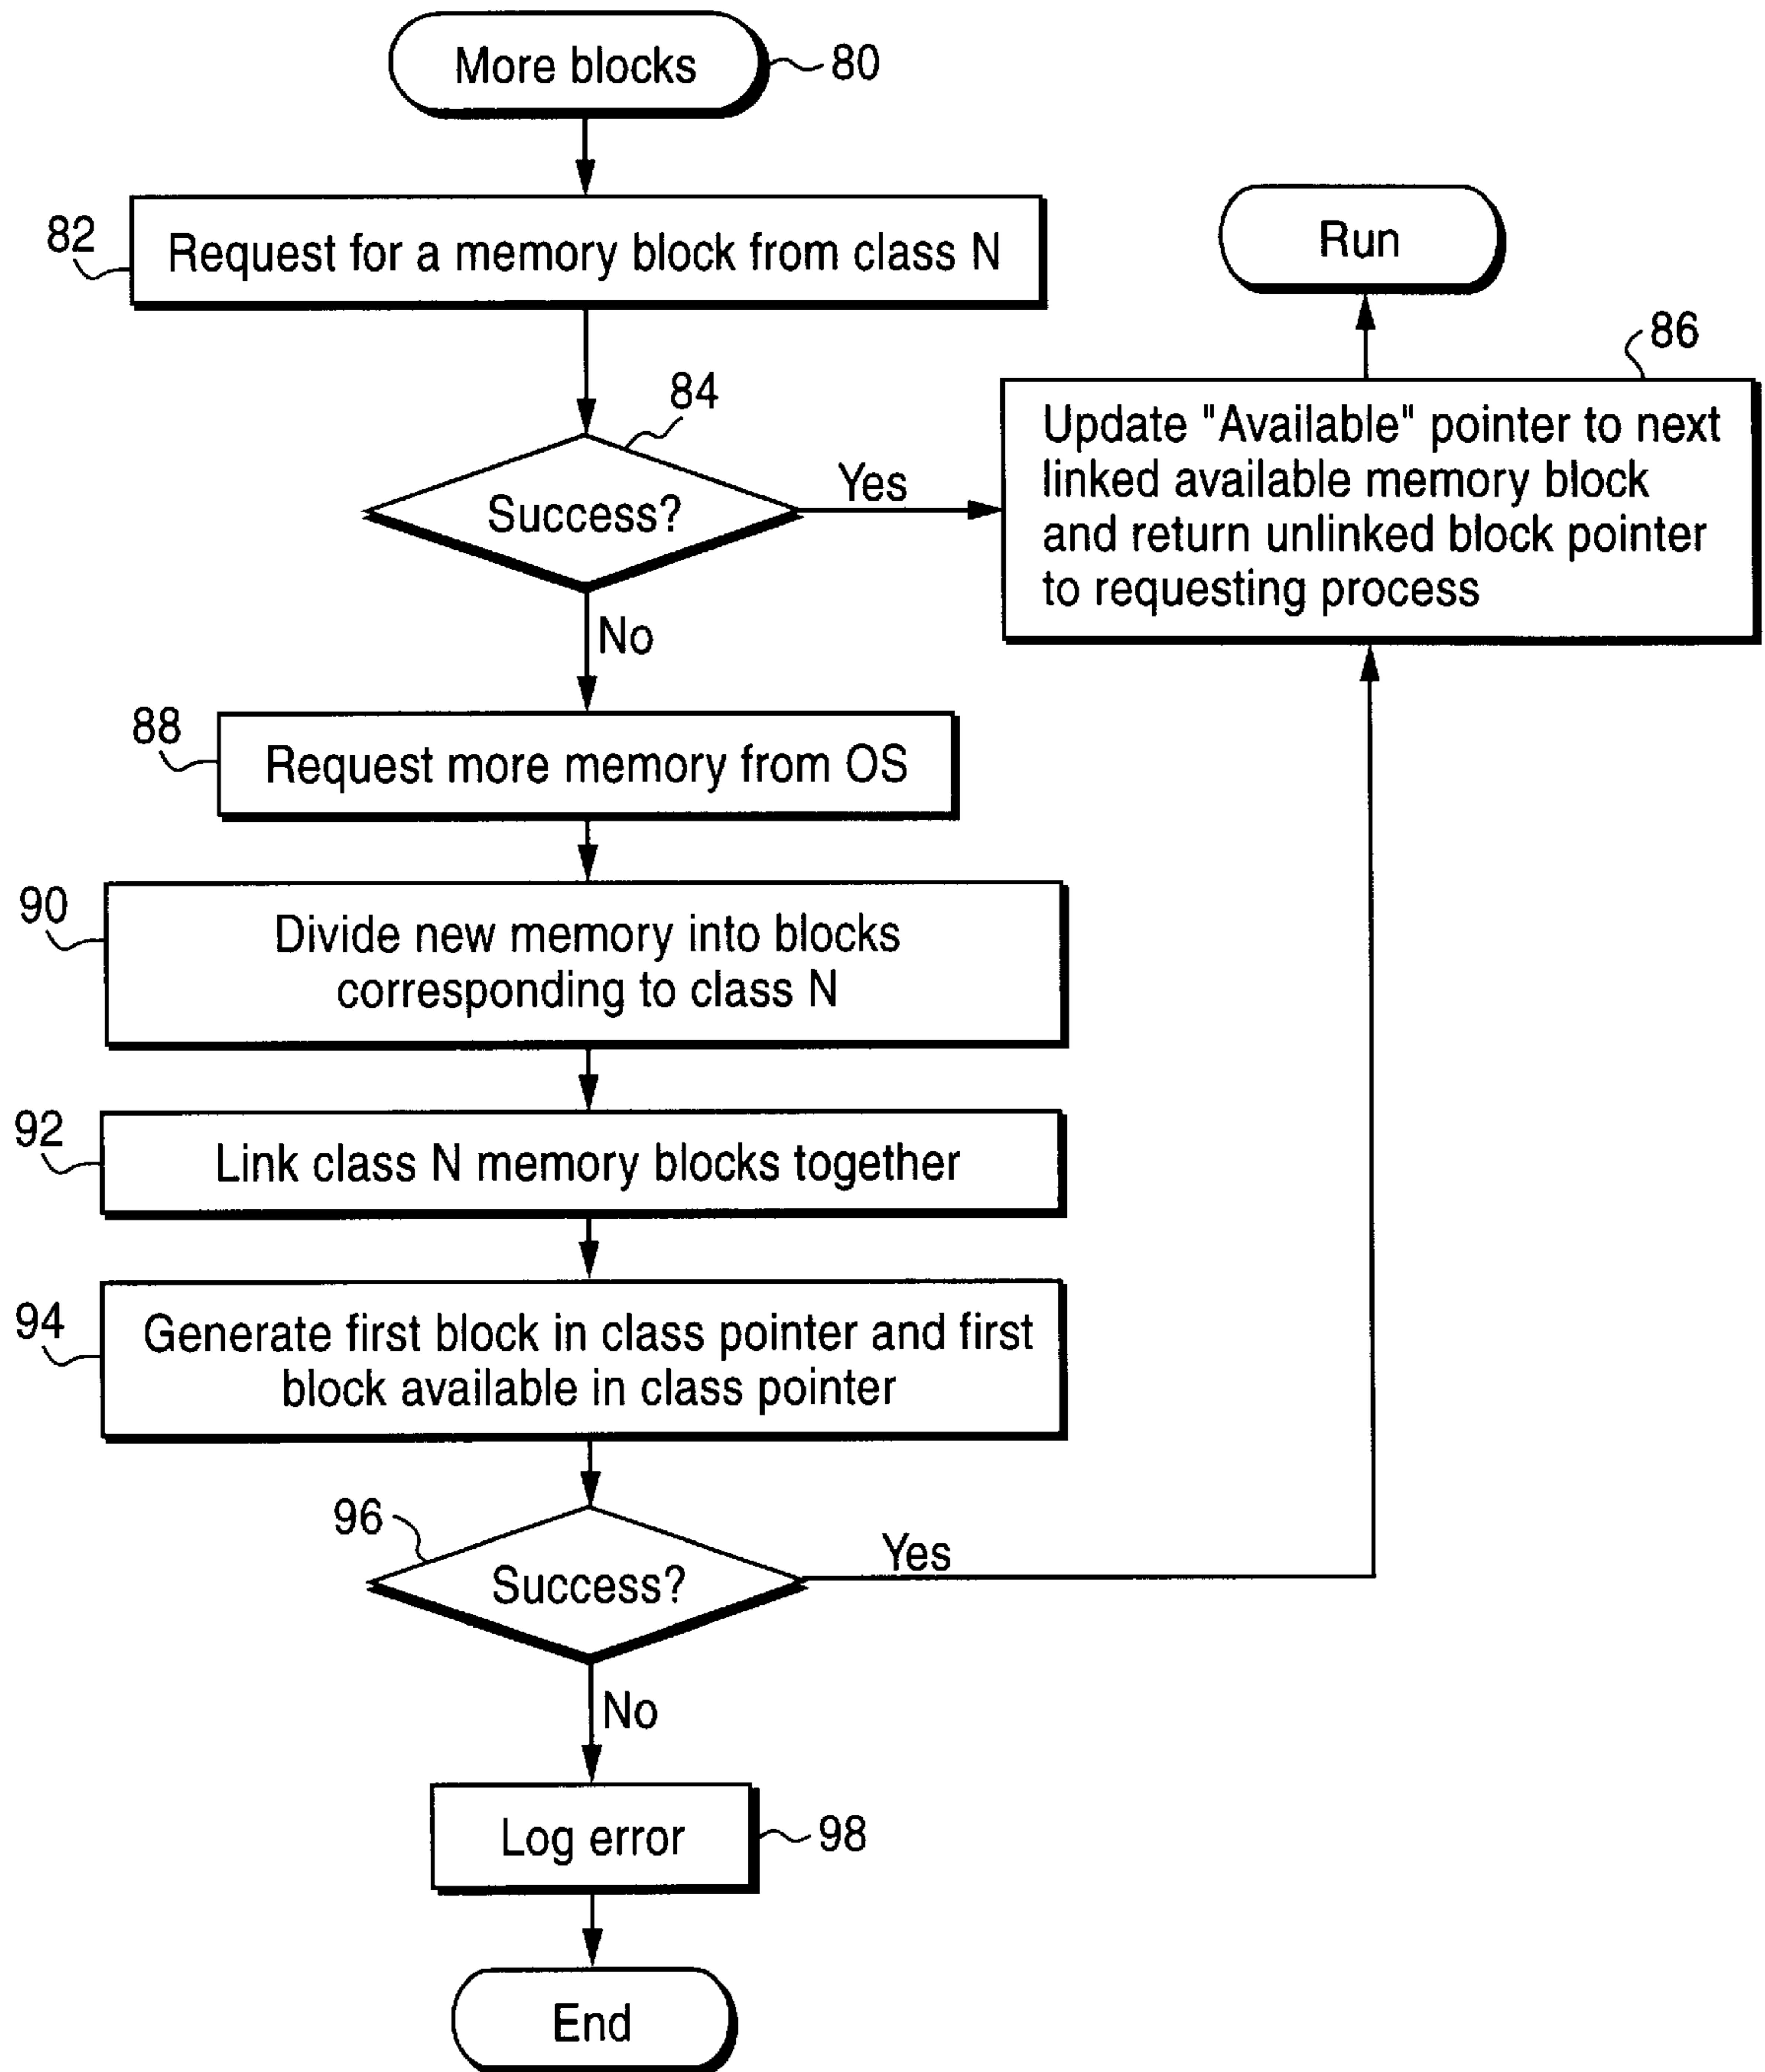 More blocks
80
82
Request for a memory block from class N
Run
84
Success?
Yes
86
Update "Available" pointer to next
linked available memory block
and return unlinked block pointer
to requesting process
No
88
Request more memory from OS
90
Divide new memory into blocks
corresponding to class N
92
Link class N memory blocks together
94
Generate first block in class pointer and first
block available in class pointer
96
Success?
Yes
No
Log error
98
End